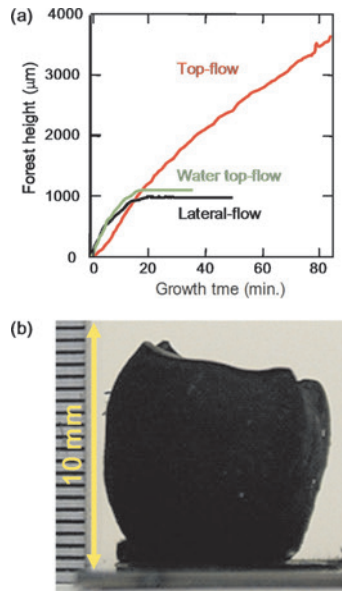 (a)
4000
3000
2000
1000
0
Forest height (μm)
Top-flow
Water top-flow
Lateral-flow
0
20
40
60
80
Growth tme (min.)
(b)
10 mm